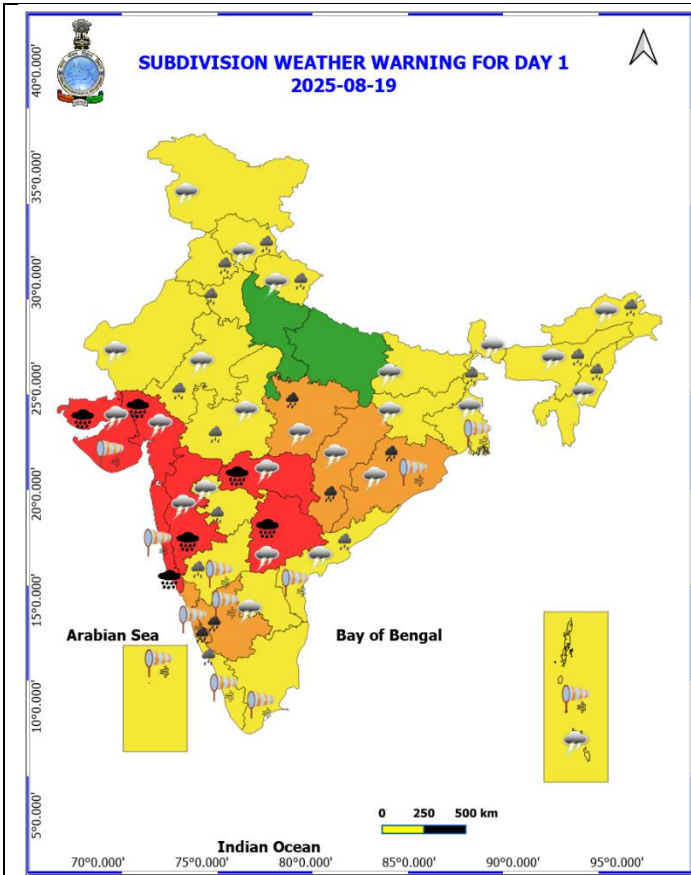 SUBDIVISION WEATHER WARNING FOR DAY 1
2025-08-19
40°0.000'
35°0.000'
30°0.000'
25°0.000'
20°0.000'
15°0.000'
10°0.000'
5°0.000'
Arabian Sea
Bay of Bengal
0 250 500 km
Indian Ocean
70°0.000' 75°0.000' 80°0.000' 85°0.000' 90°0.000' 95°0.000'